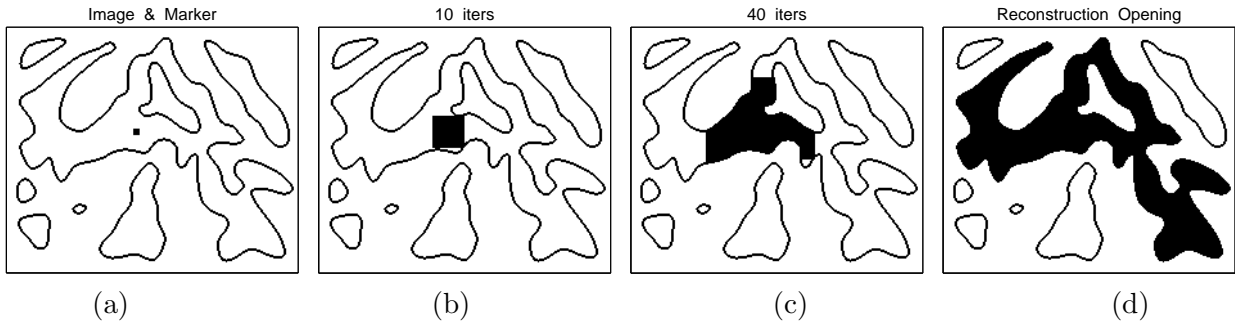 Image & Marker
10 iters
40 iters
Reconstruction Opening
(a)
(b)
(c)
(d)